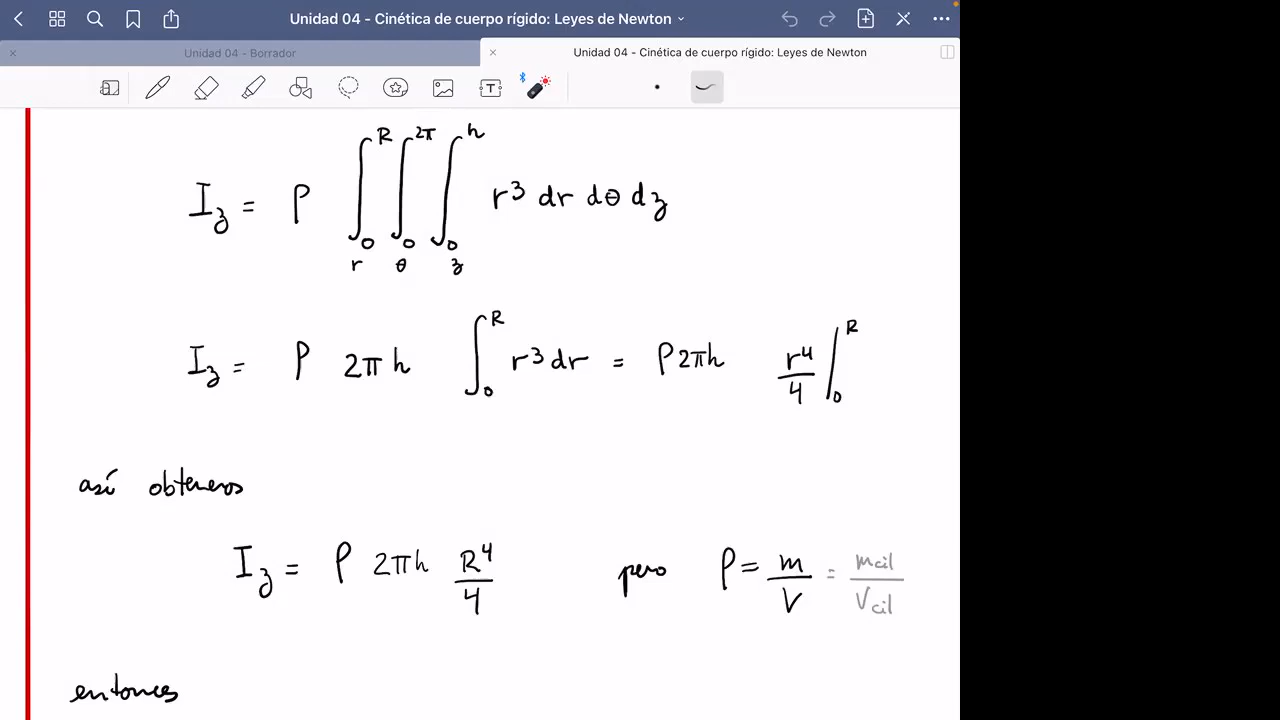 Unidad 04 - Cinética de cuerpo rígido: Leyes de Newton
Unidad 04 - Borrador
Unidad 04 - Cinética de cuerpo rígido: Leyes de Newton
I_z = ρ ∫_0^R ∫_0^2π ∫_0^h r³ dr dθ dz
r θ z
I_z = ρ 2πh ∫_0^R r³ dr = ρ 2πh r⁴/4 |_0^R
así obtenemos
I_z = ρ 2πh R⁴/4 pero ρ = m/V = m_cil/V_cil
entonces